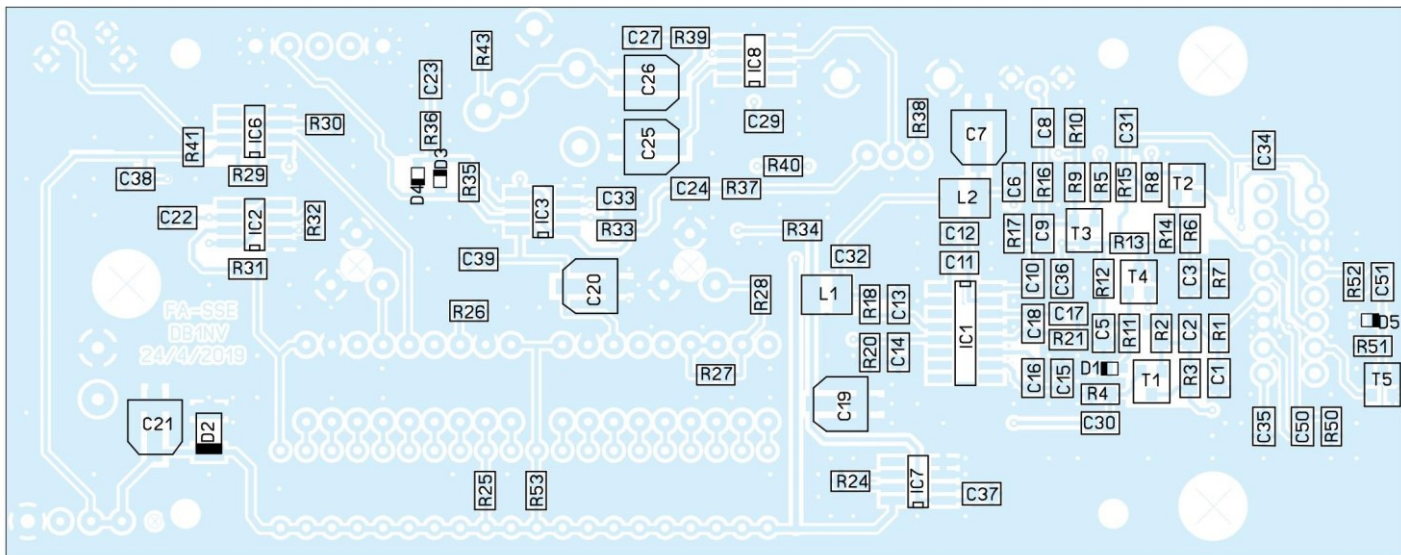 C27
R39
IC8
R43
C26
C23
R36
C29
C25
R38
C7
C8
R10
C31
C34
R41
IC6
R30
D3
D4
R35
R29
C38
R40
C24
R37
L2
C6
R16
R9
R5
R15
R8
T2
C22
IC2
R32
IC3
C33
R33
R34
C12
R17
C9
T3
R13
R14
R6
R31
C39
C20
C32
C11
L1
R28
R18
C13
C10
C36
R12
T4
C3
R7
R52
C51
FA-SSE
DB1NV
24/4/2019
R26
R27
R20
C14
IC1
C18
C17
R21
C5
R11
R2
C2
R1
D5
R51
C16
C15
D1
R4
T1
R3
C1
T5
C21
D2
C19
C30
C35
C50
R50
R25
R53
R24
IC7
C37